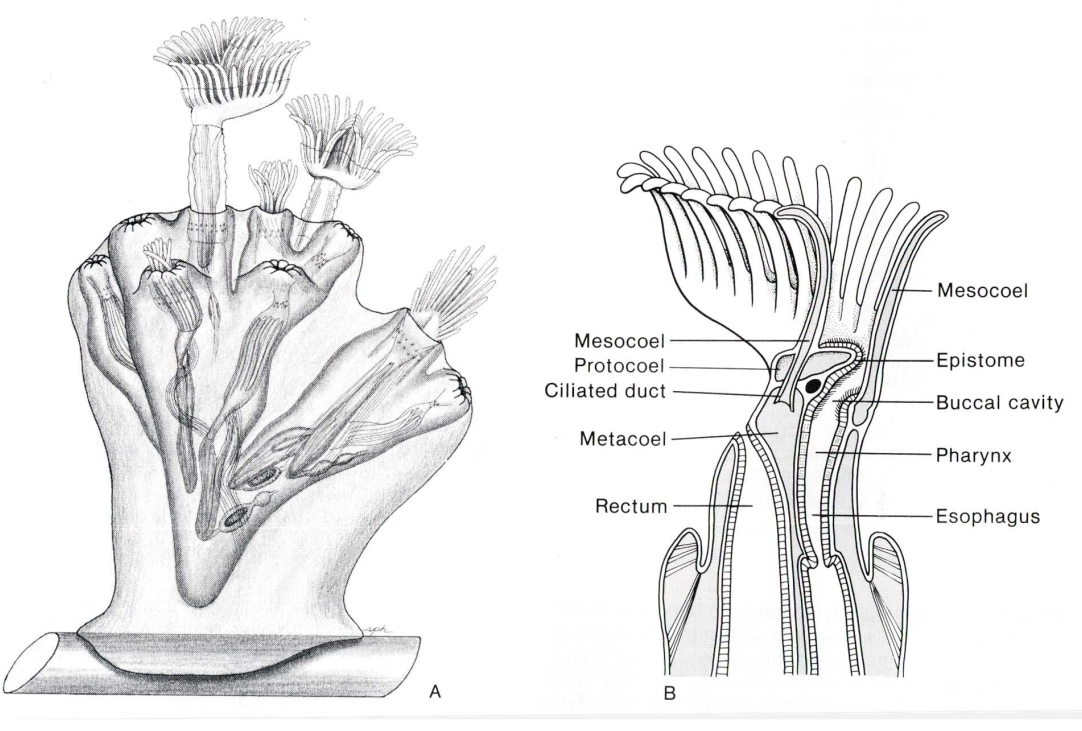 Mesocoel
Mesocoel
Protocoel
Epistome
Ciliated duct
Buccal cavity
Metacoel
Pharynx
Rectum
Esophagus
A
B